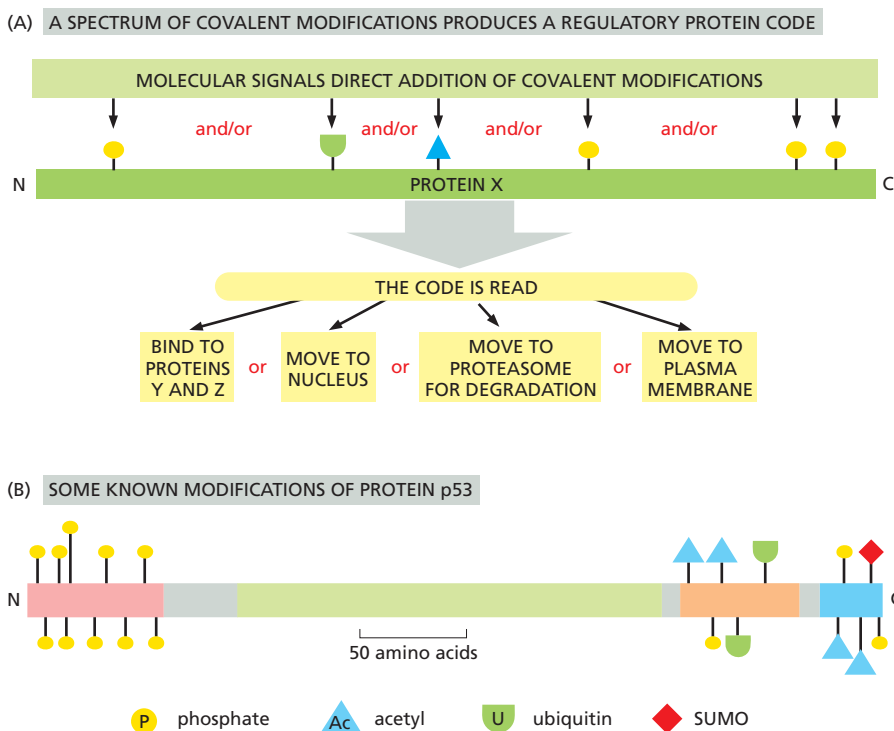 (A) A SPECTRUM OF COVALENT MODIFICATIONS PRODUCES A REGULATORY PROTEIN CODE
MOLECULAR SIGNALS DIRECT ADDITION OF COVALENT MODIFICATIONS
and/or and/or and/or and/or
N PROTEIN X C
THE CODE IS READ
BIND TO
PROTEINS
Y AND Z
or
MOVE TO
NUCLEUS
or
MOVE TO
PROTEASOME
FOR DEGRADATION
or
MOVE TO
PLASMA
MEMBRANE
(B) SOME KNOWN MODIFICATIONS OF PROTEIN p53
N C
50 amino acids
P phosphate Ac acetyl U ubiquitin SUMO